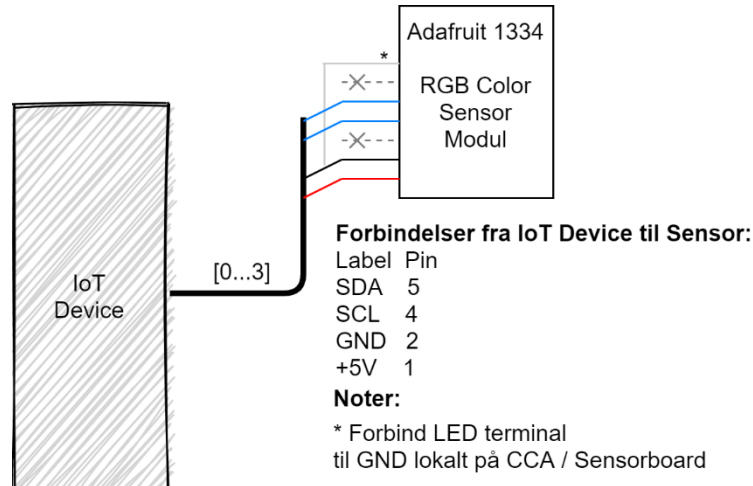 Adafruit 1334
*
RGB Color
Sensor
Modul
[0...3]
IoT
Device
Forbindelser fra IoT Device til Sensor:
Label Pin
SDA 5
SCL 4
GND 2
+5V 1
Noter:
* Forbind LED terminal
til GND lokalt på CCA / Sensorboard